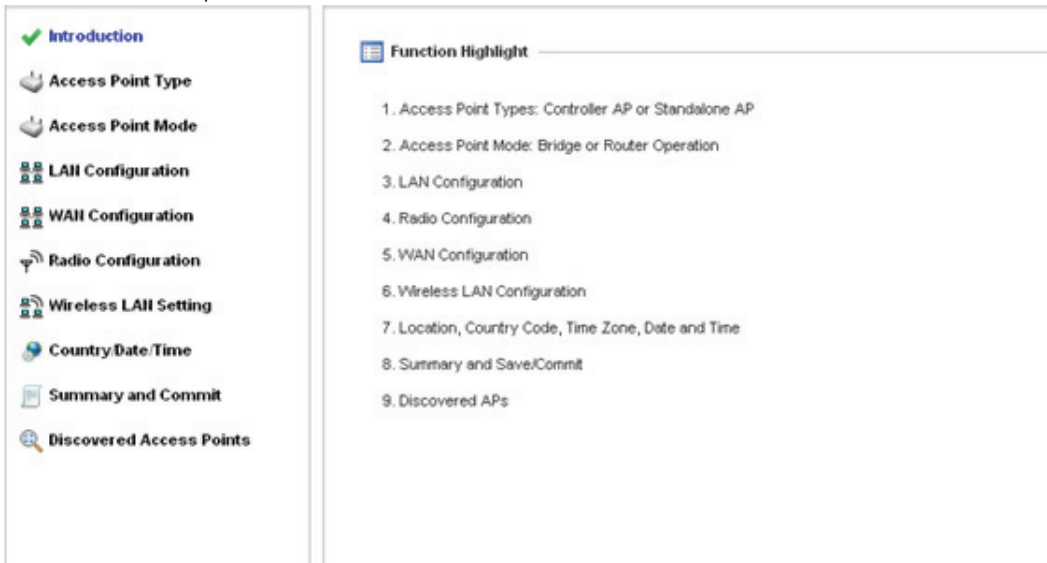 Introduction
Access Point Type
Access Point Mode
LAN Configuration
WAN Configuration
Radio Configuration
Wireless LAN Setting
Country/Date/Time
Summary and Commit
Discovered Access Points
Function Highlight
1. Access Point Types: Controller AP or Standalone AP
2. Access Point Mode: Bridge or Router Operation
3. LAN Configuration
4. Radio Configuration
5. WAN Configuration
6. Wireless LAN Configuration
7. Location, Country Code, Time Zone, Date and Time
8. Summary and Save/Commit
9. Discovered APs